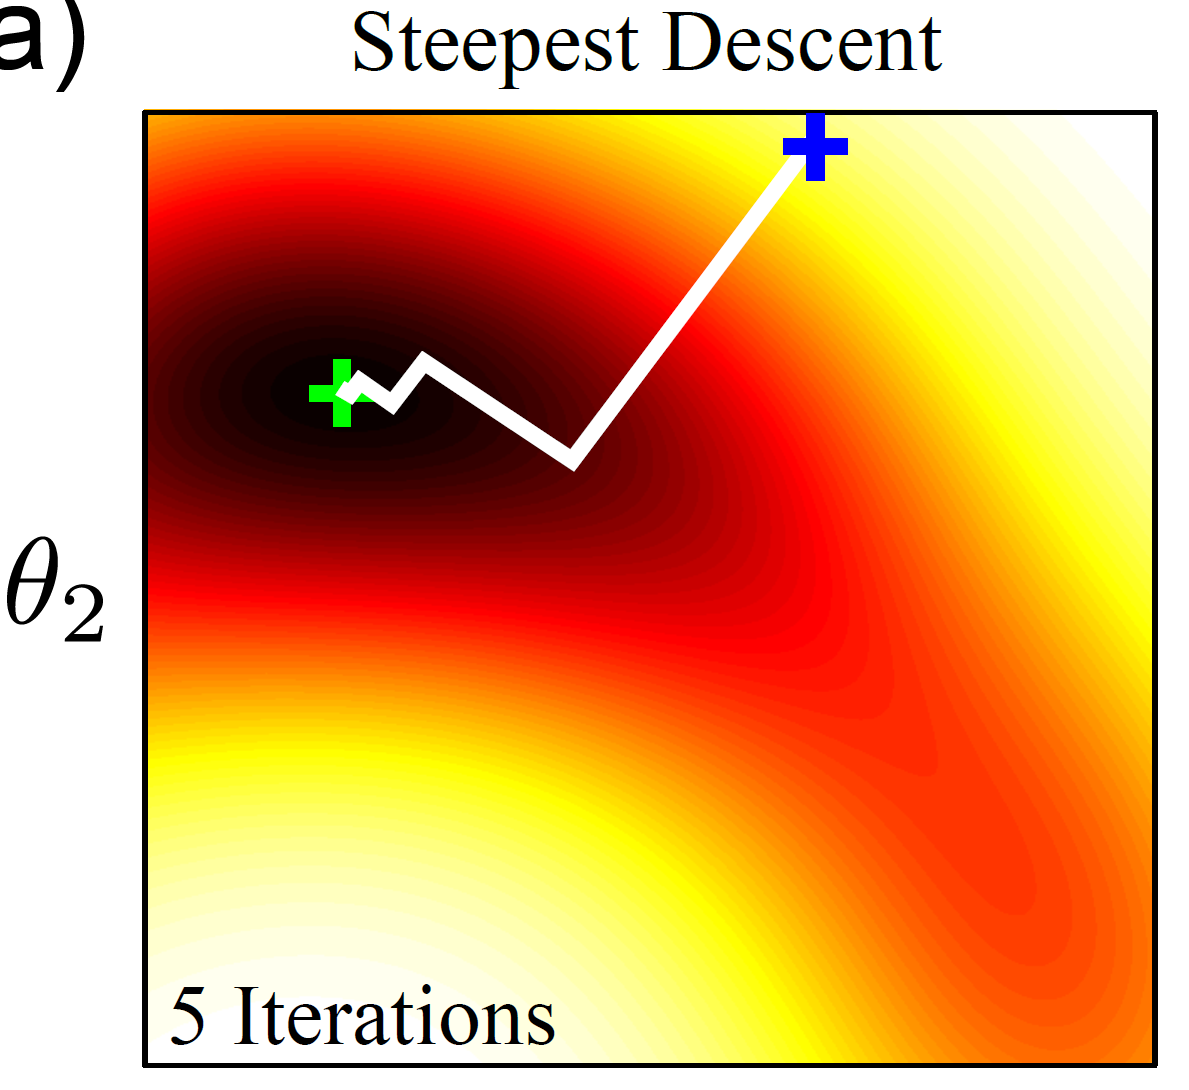 a)
Steepest Descent
θ₂
5 Iterations